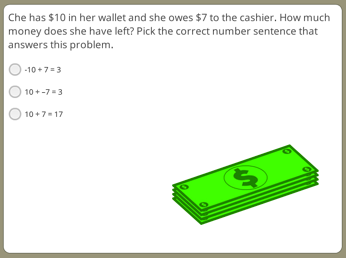 Che has $10 in her wallet and she owes $7 to the cashier. How much
money does she have left? Pick the correct number sentence that
answers this problem.
-10 + 7 = 3
10 + –7 = 3
10 + 7 = 17
$